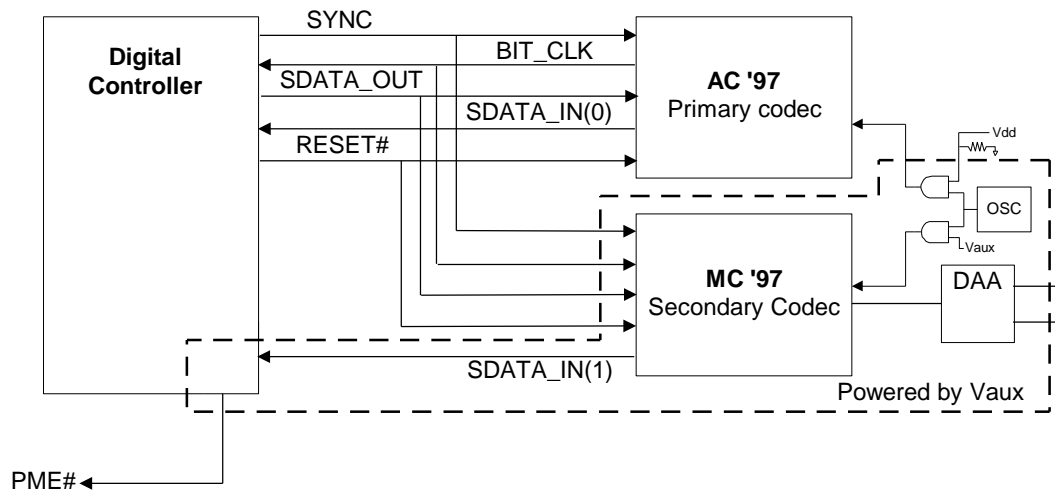 SYNC
Digital
Controller
BIT_CLK
AC '97
Primary codec
SDATA_OUT
SDATA_IN(0)
RESET#
Vdd
OSC
Vaux
MC '97
Secondary Codec
DAA
SDATA_IN(1)
Powered by Vaux
PME#